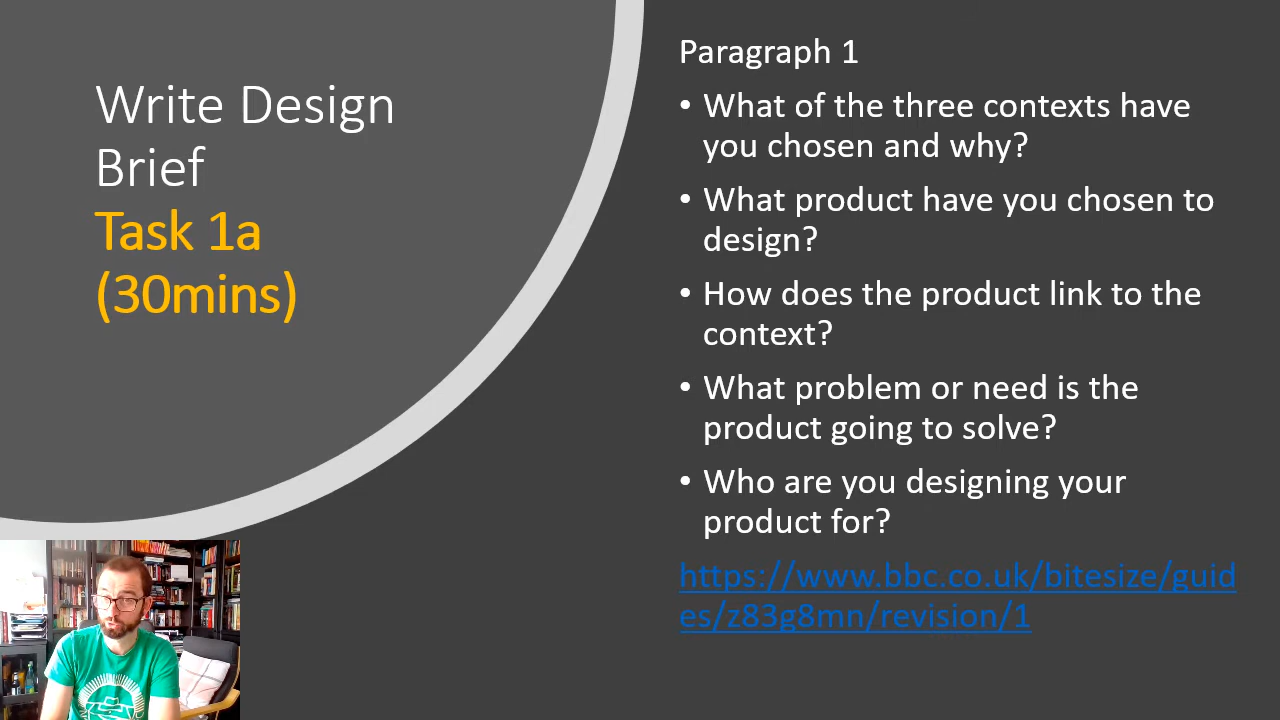 Write Design
Brief
Task 1a
(30mins)
Paragraph 1
• What of the three contexts have
you chosen and why?
• What product have you chosen to
design?
• How does the product link to the
context?
• What problem or need is the
product going to solve?
• Who are you designing your
product for?
https://www.bbc.co.uk/bitesize/guid
es/z83g8mn/revision/1